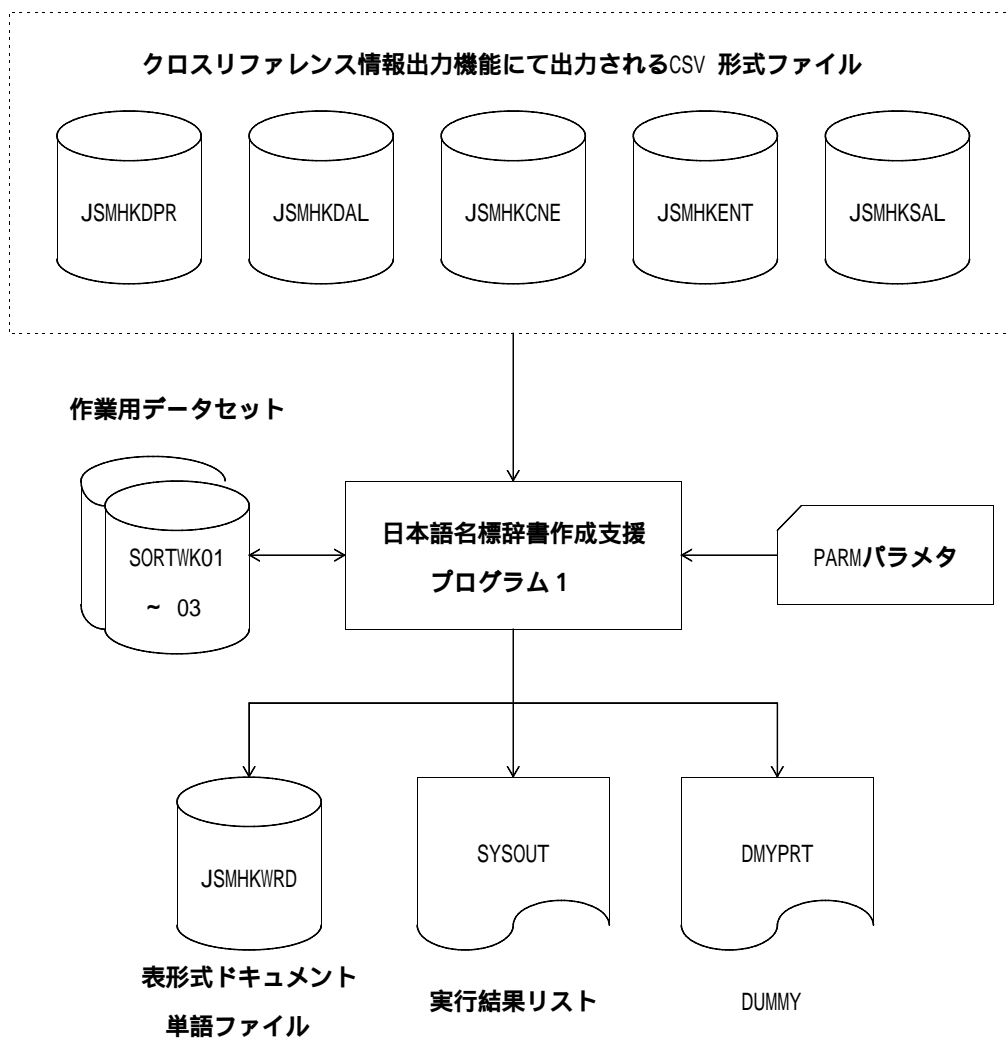 クロスリファレンス情報出力機能にて出力されるCSV 形式ファイル
JSMHKDPR
JSMHKDAL
JSMHKCNE
JSMHKENT
JSMHKSAL
作業用データセット
SORTWK01
~ 03
日本語名標辞書作成支援
プログラム1
PARMパラメタ
JSMHKWRD
SYSOUT
DMYPRT
表形式ドキュメント
単語ファイル
実行結果リスト
DUMMY